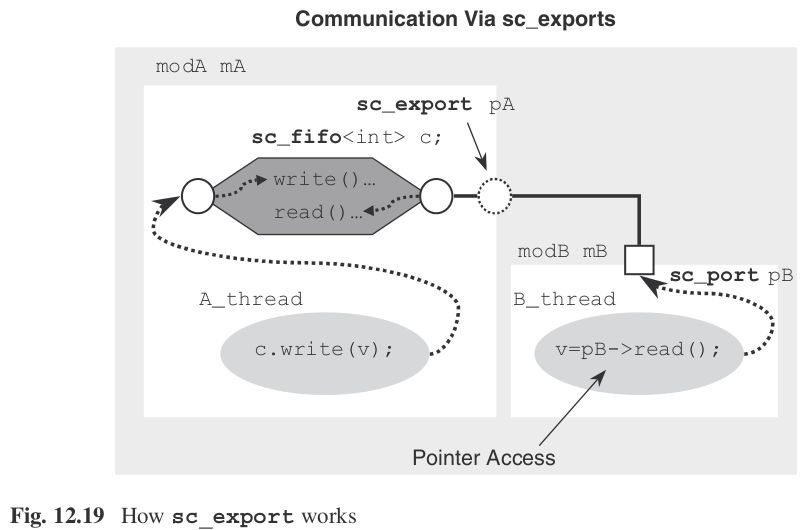 Communication Via sc_exports
modA mA
sc_export pA
sc_fifo<int> c;
write()…
read()…
modB mB
sc_port pB
A_thread
B_thread
c.write(v);
v=pB->read();
Pointer Access
Fig. 12.19 How sc_export works